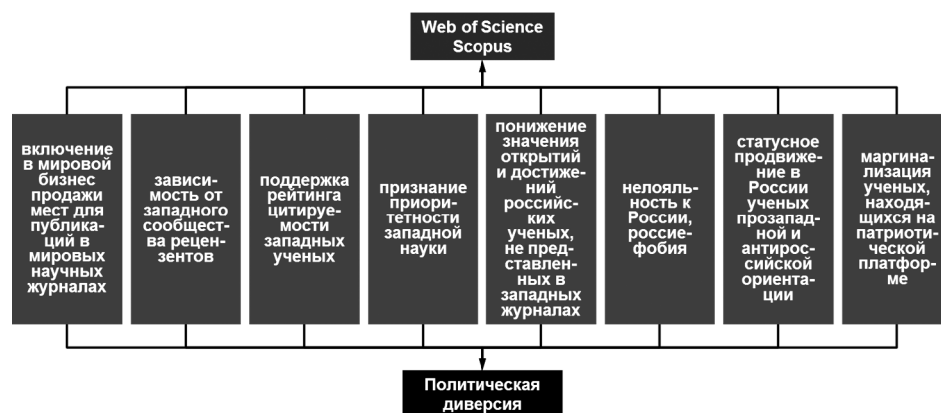 Web of Science
Scopus
включение
в мировой
бизнес
продажи
мест для
публика-
ций в
мировых
научных
журналах
зависи-
мость от
западного
сообщест-
ва рецен-
зентов
поддержка
рейтинга
цитируе-
мости
западных
ученых
признание
приори-
тетности
западной
науки
понижение
значения
открытий
и достиже-
ний
российс-
ких
ученых,
не пред-
ставлен-
ных в
западных
журналах
нелояль-
ность к
России,
россие-
фобия
статусное
продвиже-
ние в
России
ученых
прозапад-
ной и
антирос-
сийской
ориента-
ции
маргина-
лизация
ученых,
находя-
щихся на
патриоти-
ческой
платфор-
ме
Политическая
диверсия